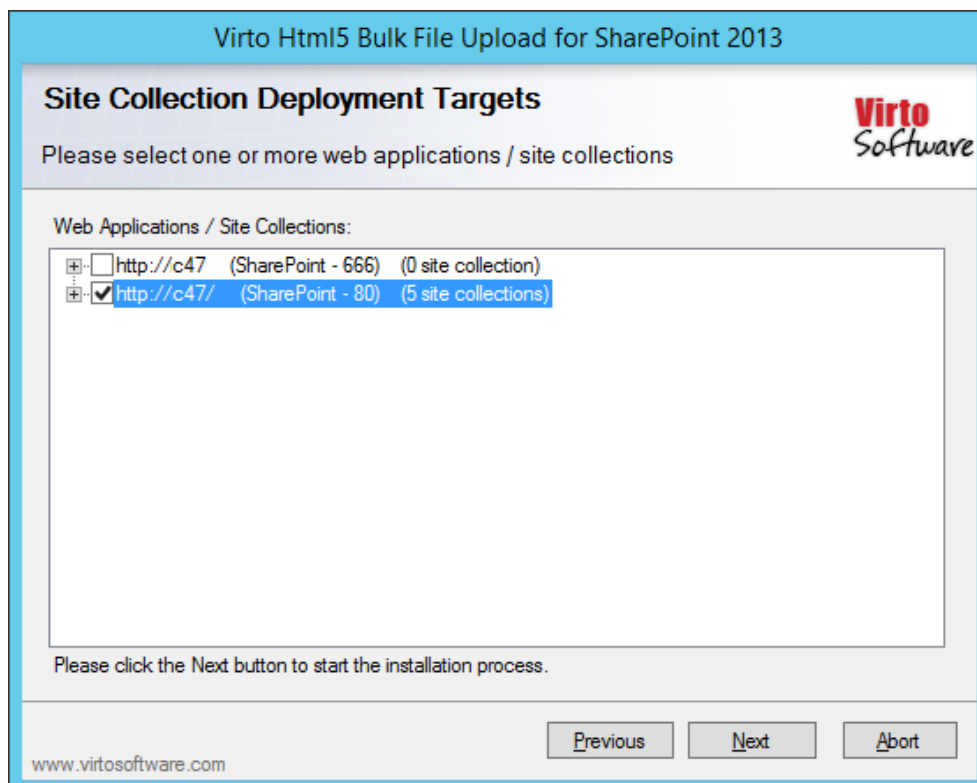 Virto Html5 Bulk File Upload for SharePoint 2013
Site Collection Deployment Targets
Please select one or more web applications / site collections
Virto
Software
Web Applications / Site Collections:
http://c47 (SharePoint - 666) (0 site collection)
http://c47/ (SharePoint - 80) (5 site collections)
Please click the Next button to start the installation process.
Previous Next Abort
www.virtosoftware.com